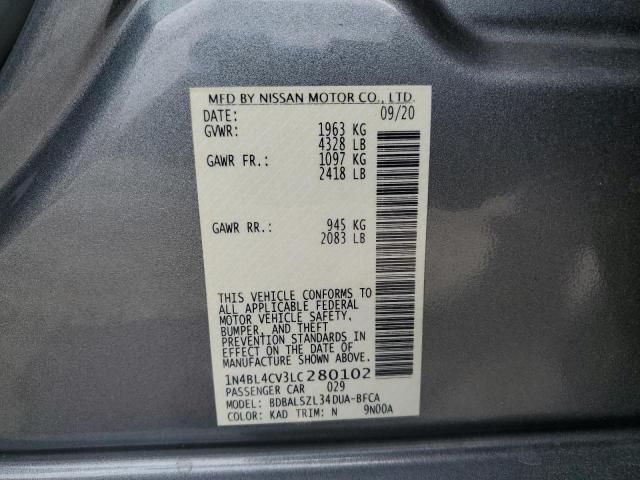 MFD BY NISSAN MOTOR CO., LTD.
DATE: 09/20
GVWR: 1963 KG
4328 LB
GAWR FR.: 1097 KG
2418 LB
GAWR RR.: 945 KG
2083 LB
THIS VEHICLE CONFORMS TO
ALL APPLICABLE FEDERAL
MOTOR VEHICLE SAFETY,
BUMPER, AND THEFT
PREVENTION STANDARDS IN
EFFECT ON THE DATE OF
MANUFACTURE SHOWN ABOVE.
1N4BL4CV3LC280102
PASSENGER CAR 029
MODEL: BDBALSZL34DUA-BFCA
COLOR: KAD TRIM: N 9N00A